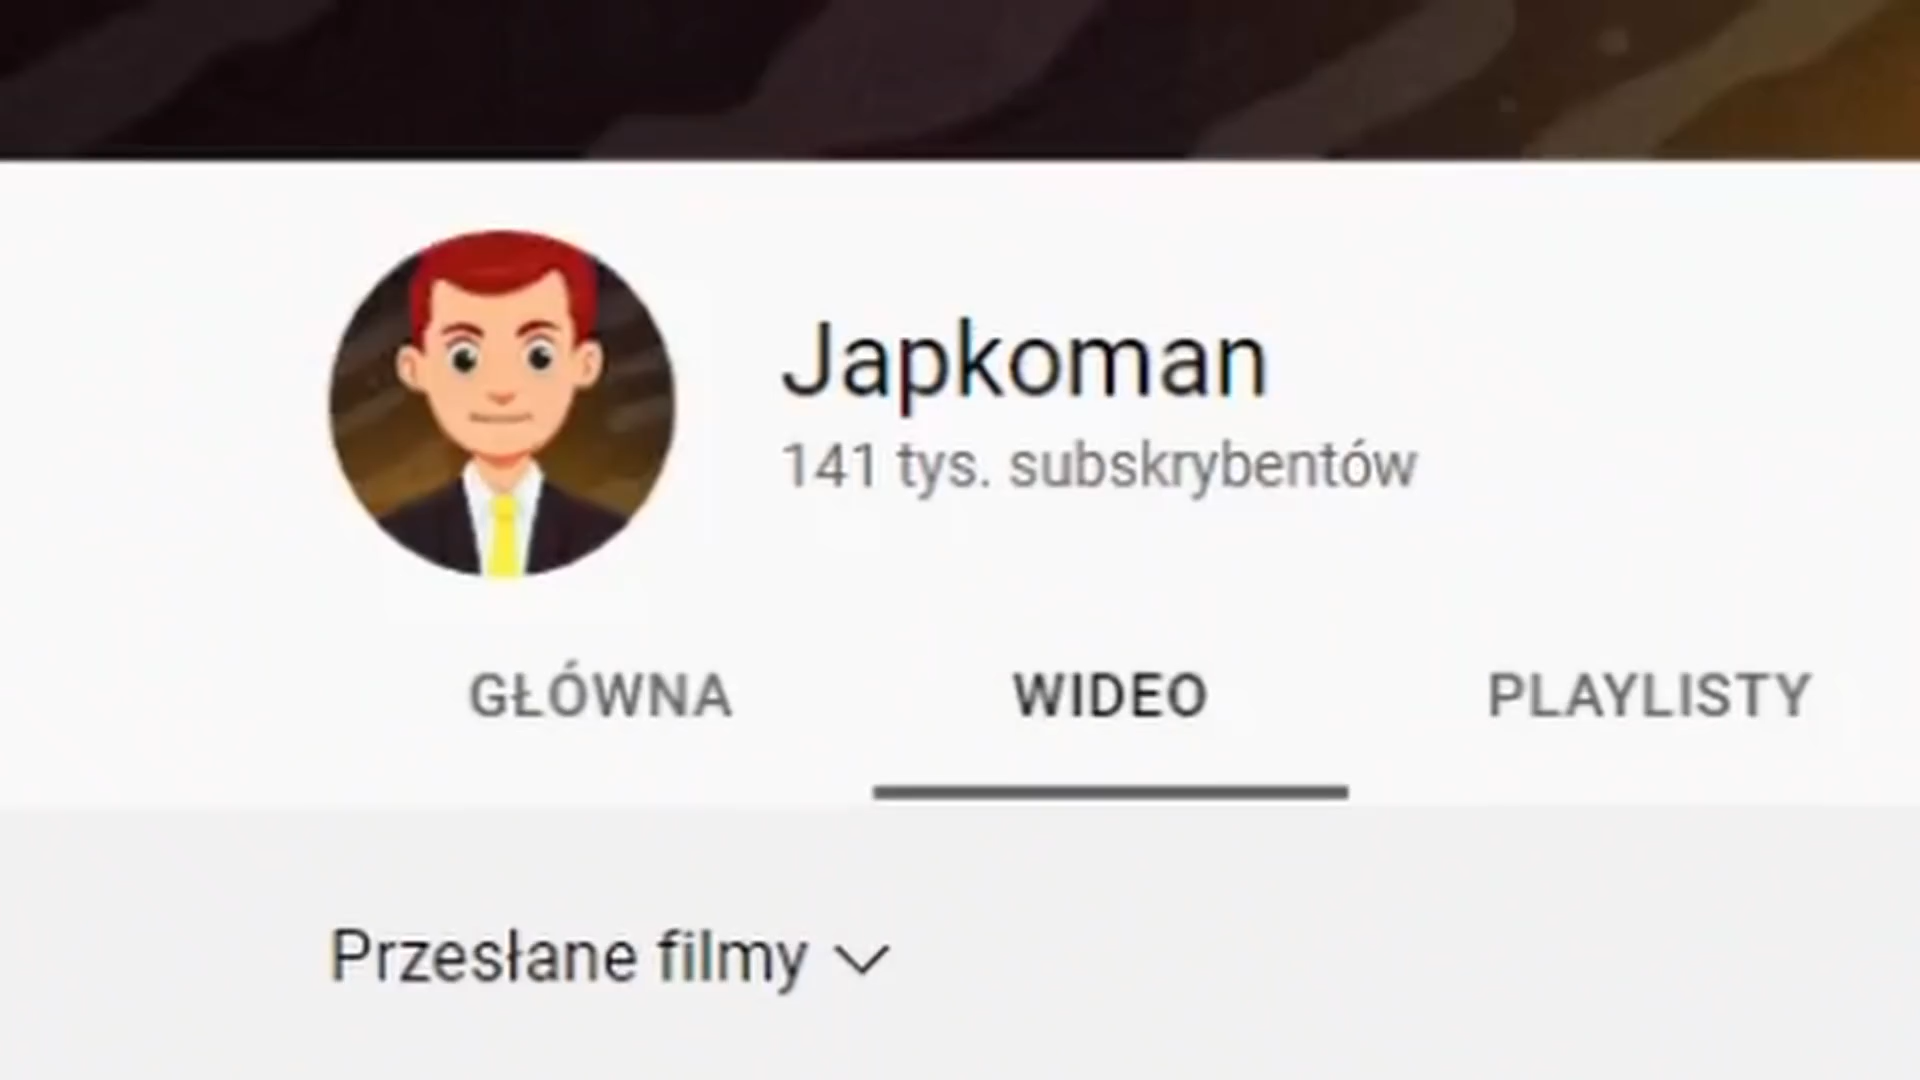 Japkoman
141 tys. subskrybentów
GŁÓWNA
WIDEO
PLAYLISTY
Przesłane filmy